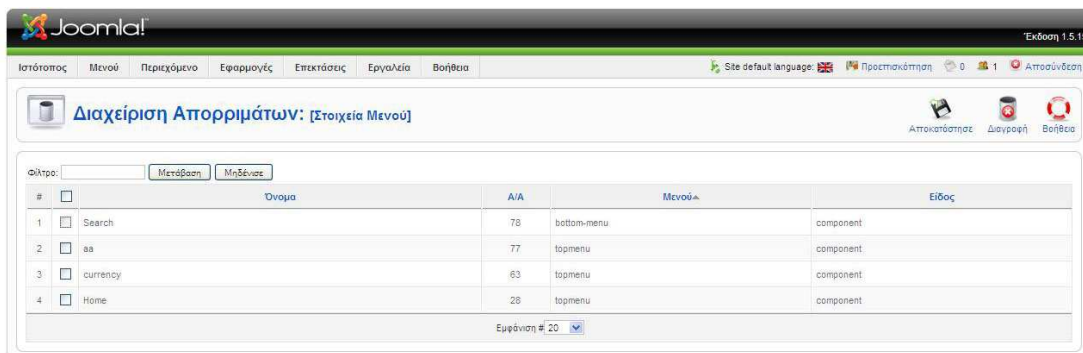 Joomla!
Έκδοση 1.5.1
Ιστότοπος Μενού Περιεχόμενο Εφαρμογές Επεκτάσεις Εργαλεία Βοήθεια Site default language: Προεπισκόπηση 0 1 Αποσύνδεση
Διαχείριση Απορριμάτων: [Στοιχεία Μενού]
Αποκατάστησε Διαγραφή Βοήθεια
Φίλτρο: Μετάβαση Μηδένισε
# Όνομα Α/Α Μενού Είδος
1 Search 78 bottom-menu component
2 aa 77 topmenu component
3 currency 63 topmenu component
4 Home 28 topmenu component
Εμφάνιση # 20